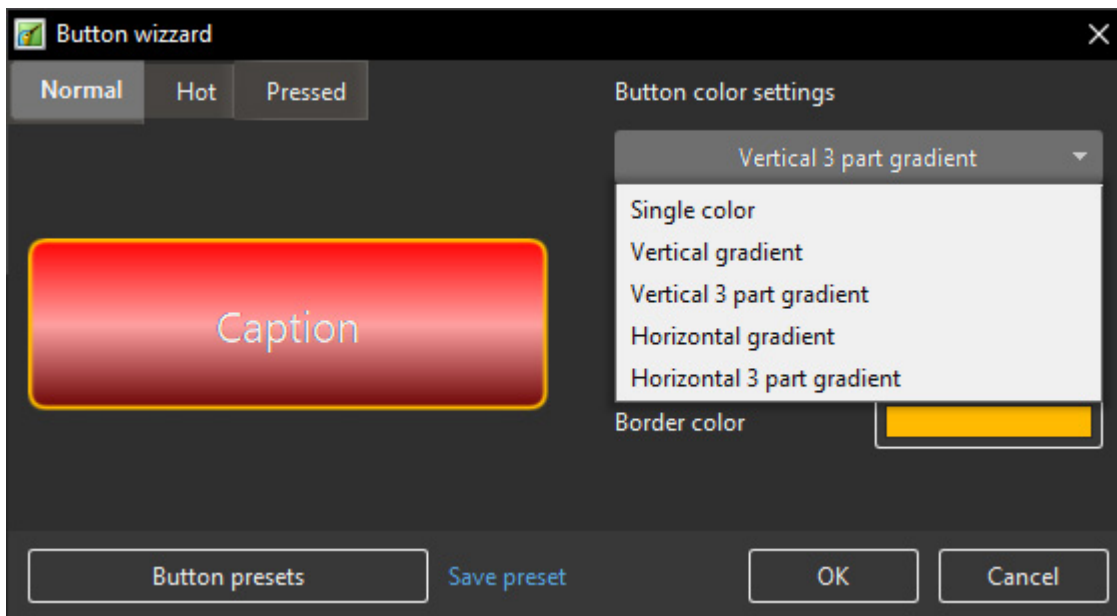 Button wizzard
Normal Hot Pressed
Button color settings
Vertical 3 part gradient
Single color
Vertical gradient
Vertical 3 part gradient
Horizontal gradient
Horizontal 3 part gradient
Caption
Border color
Button presets Save preset OK Cancel